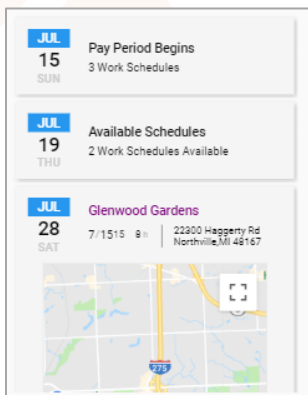 JUL
15
SUN
Pay Period Begins
3 Work Schedules
JUL
19
THU
Available Schedules
2 Work Schedules Available
JUL
28
SAT
Glenwood Gardens
7/1515 8 h
22300 Haggerty Rd
Northville,MI 48167
275